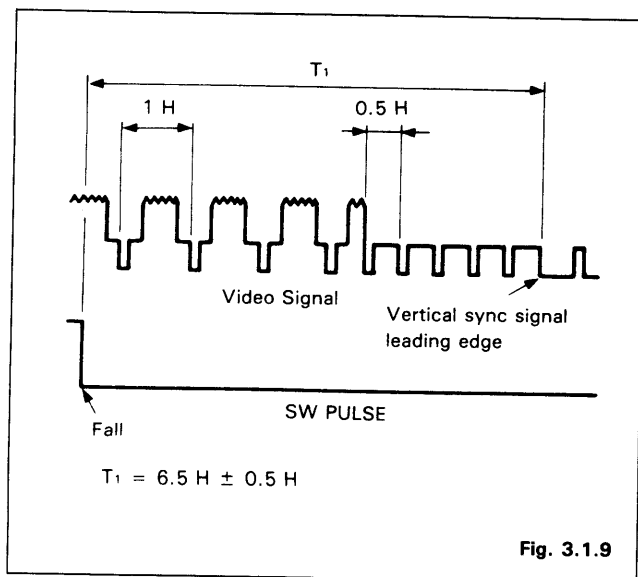 T₁
1 H
0.5 H
Video Signal
Vertical sync signal
leading edge
SW PULSE
Fall
T₁ = 6.5 H ± 0.5 H
Fig. 3.1.9